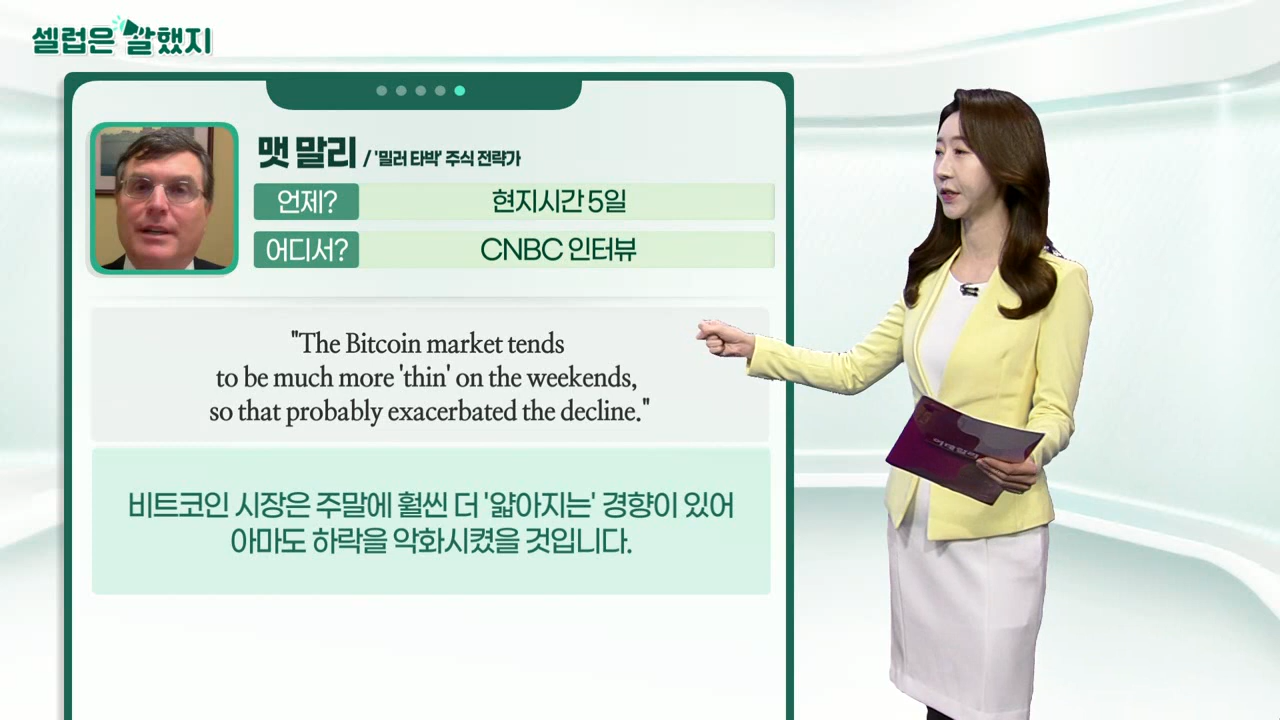 셀럽은 말했지
맷 말리 / '밀러 타박' 주식 전략가
언제? 현지시간 5일
어디서? CNBC 인터뷰
"The Bitcoin market tends
to be much more 'thin' on the weekends,
so that probably exacerbated the decline."
비트코인 시장은 주말에 훨씬 더 '얇아지는' 경향이 있어
아마도 하락을 악화시켰을 것입니다.